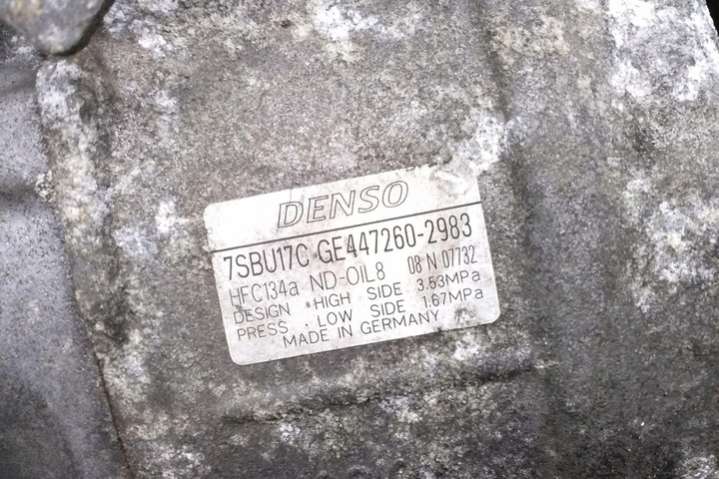 DENSO
7SBU17C GE447260-2983
HFC134a ND-OIL8 08 N 07732
DESIGN HIGH SIDE 3.53MPa
PRESS. LOW SIDE 1.67MPa
MADE IN GERMANY